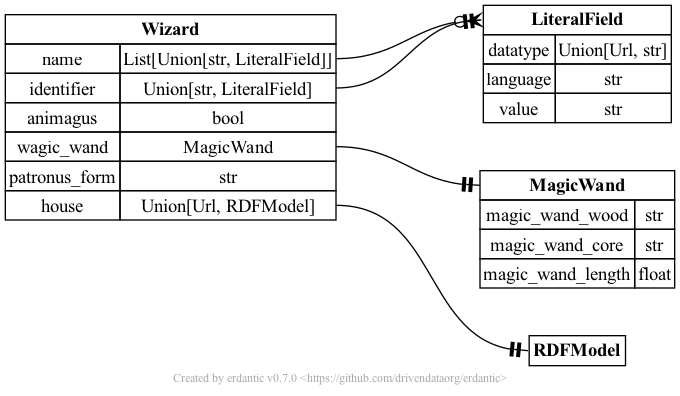 Wizard
name List[Union[str, LiteralField]]
identifier Union[str, LiteralField]
animagus bool
wagic_wand MagicWand
patronus_form str
house Union[Url, RDFModel]
LiteralField
datatype Union[Url, str]
language str
value str
MagicWand
magic_wand_wood str
magic_wand_core str
magic_wand_length float
RDFModel
Created by erdantic v0.7.0 <https://github.com/drivendataorg/erdantic>